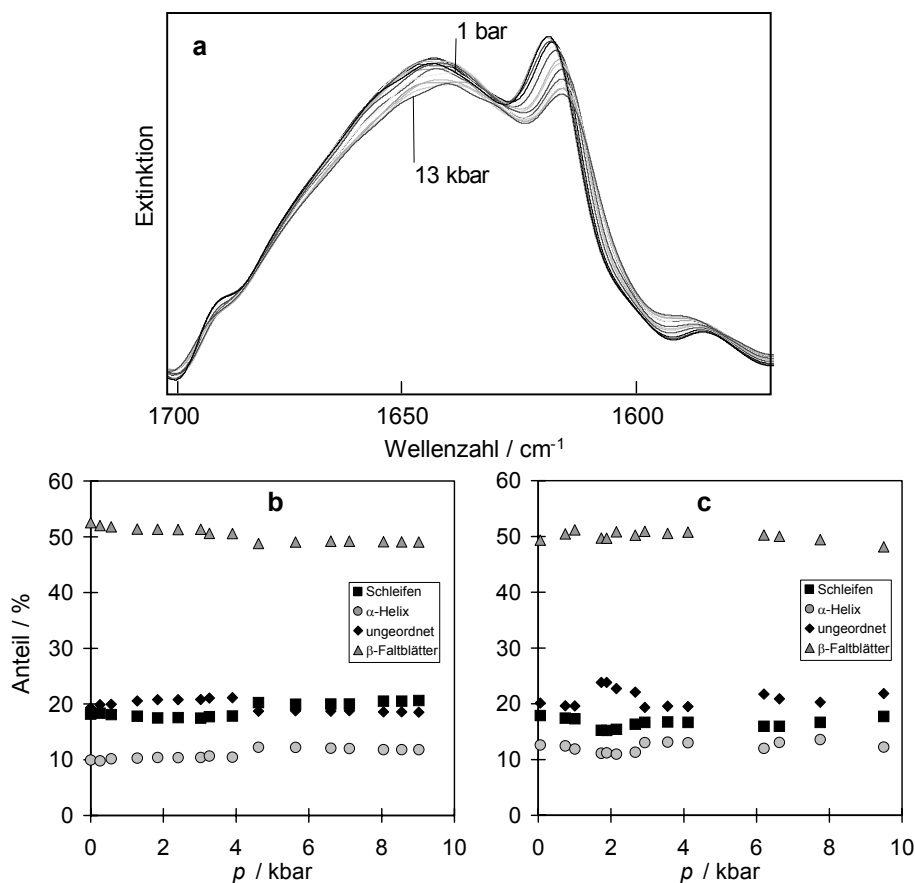 a
1 bar
13 kbar
Extinktion
1700
1650
1600
Wellenzahl / cm⁻¹
60
50
40
30
20
10
0
Anteil / %
b
Schleifen
α-Helix
ungeordnet
β-Faltblätter
0
2
4
6
8
10
p / kbar
60
50
40
30
20
10
0
c
Schleifen
α-Helix
ungeordnet
β-Faltblätter
0
2
4
6
8
10
p / kbar